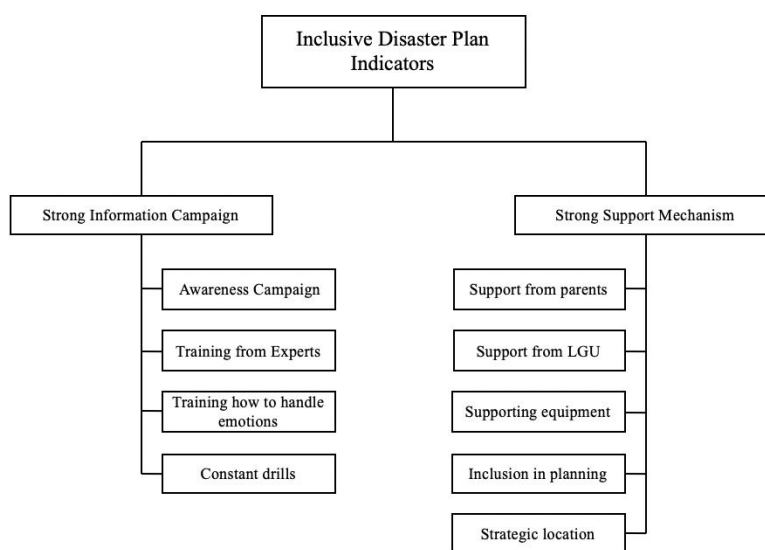 Inclusive Disaster Plan
Indicators
Strong Information Campaign
Awareness Campaign
Training from Experts
Training how to handle
emotions
Constant drills
Strong Support Mechanism
Support from parents
Support from LGU
Supporting equipment
Inclusion in planning
Strategic location